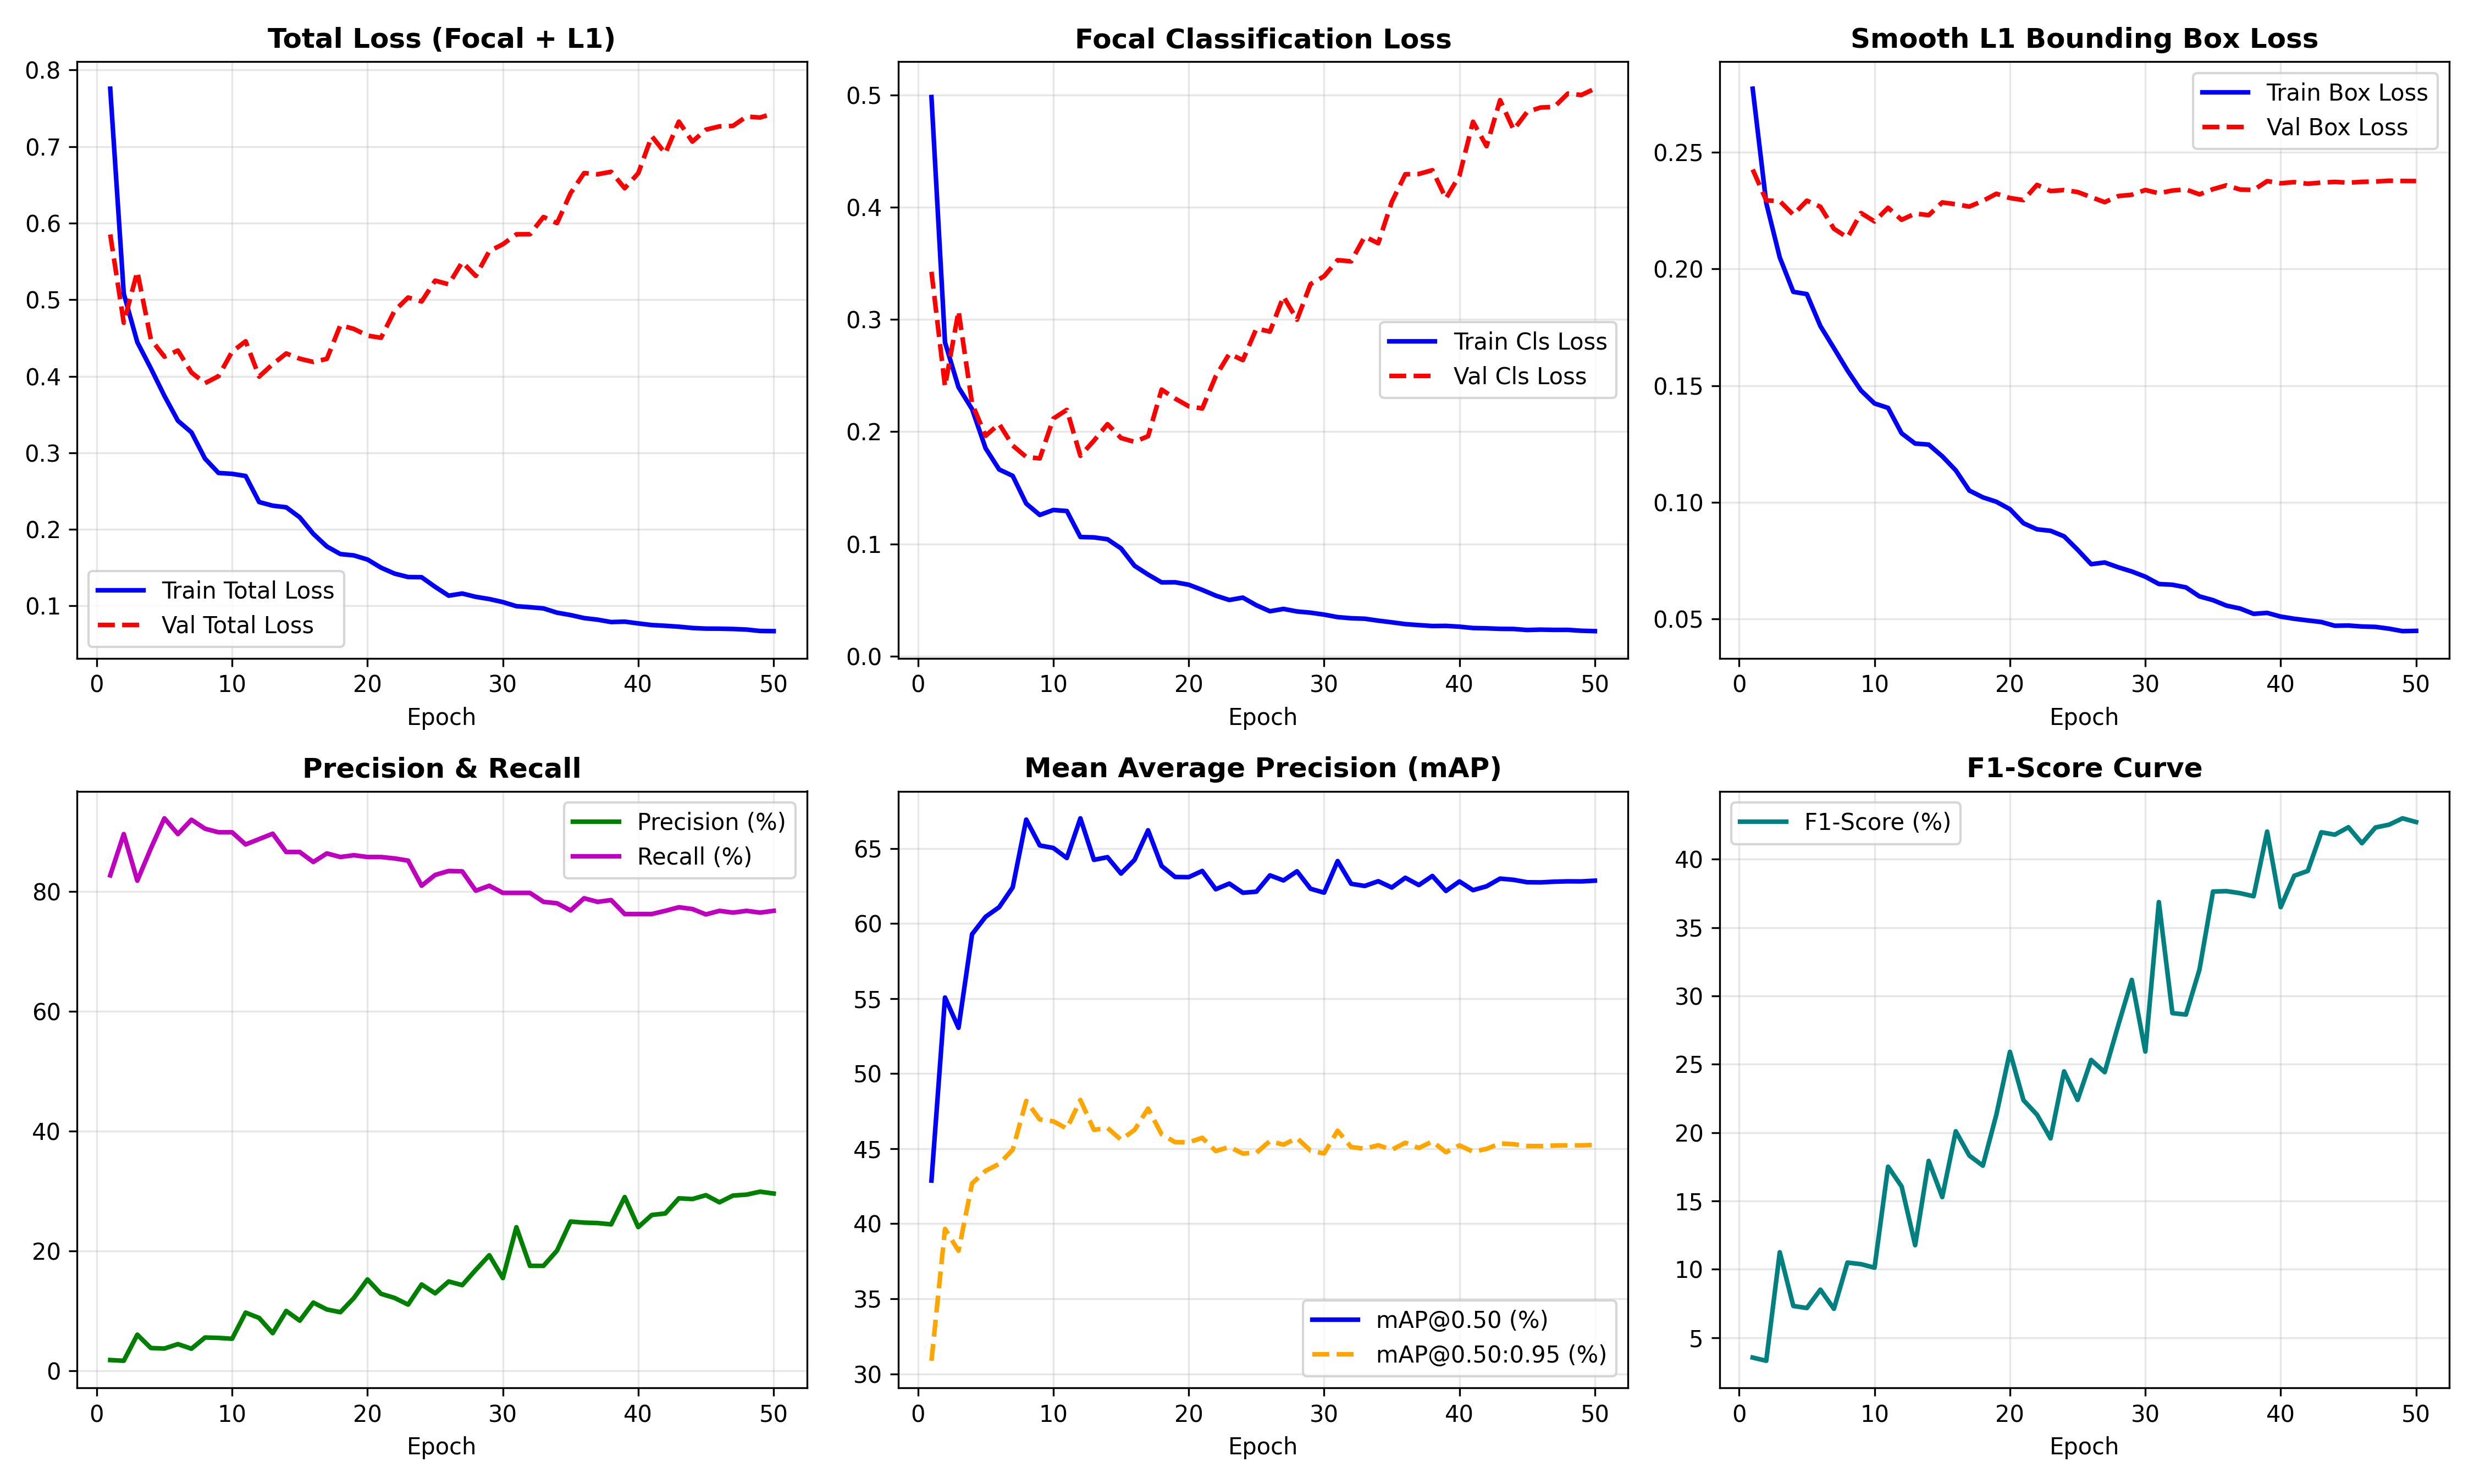 Total Loss (Focal + L1)
0.8
0.7
0.6
0.5
0.4
0.3
0.2
0.1
Train Total Loss
Val Total Loss
0 10 20 30 40 50
Epoch
Focal Classification Loss
0.5
0.4
0.3
0.2
0.1
0.0
Train Cls Loss
Val Cls Loss
0 10 20 30 40 50
Epoch
Smooth L1 Bounding Box Loss
0.25
0.20
0.15
0.10
0.05
Train Box Loss
Val Box Loss
0 10 20 30 40 50
Epoch
Precision & Recall
80
60
40
20
0
Precision (%)
Recall (%)
0 10 20 30 40 50
Epoch
Mean Average Precision (mAP)
65
60
55
50
45
40
35
30
mAP@0.50 (%)
mAP@0.50:0.95 (%)
0 10 20 30 40 50
Epoch
F1-Score Curve
40
35
30
25
20
15
10
5
F1-Score (%)
0 10 20 30 40 50
Epoch